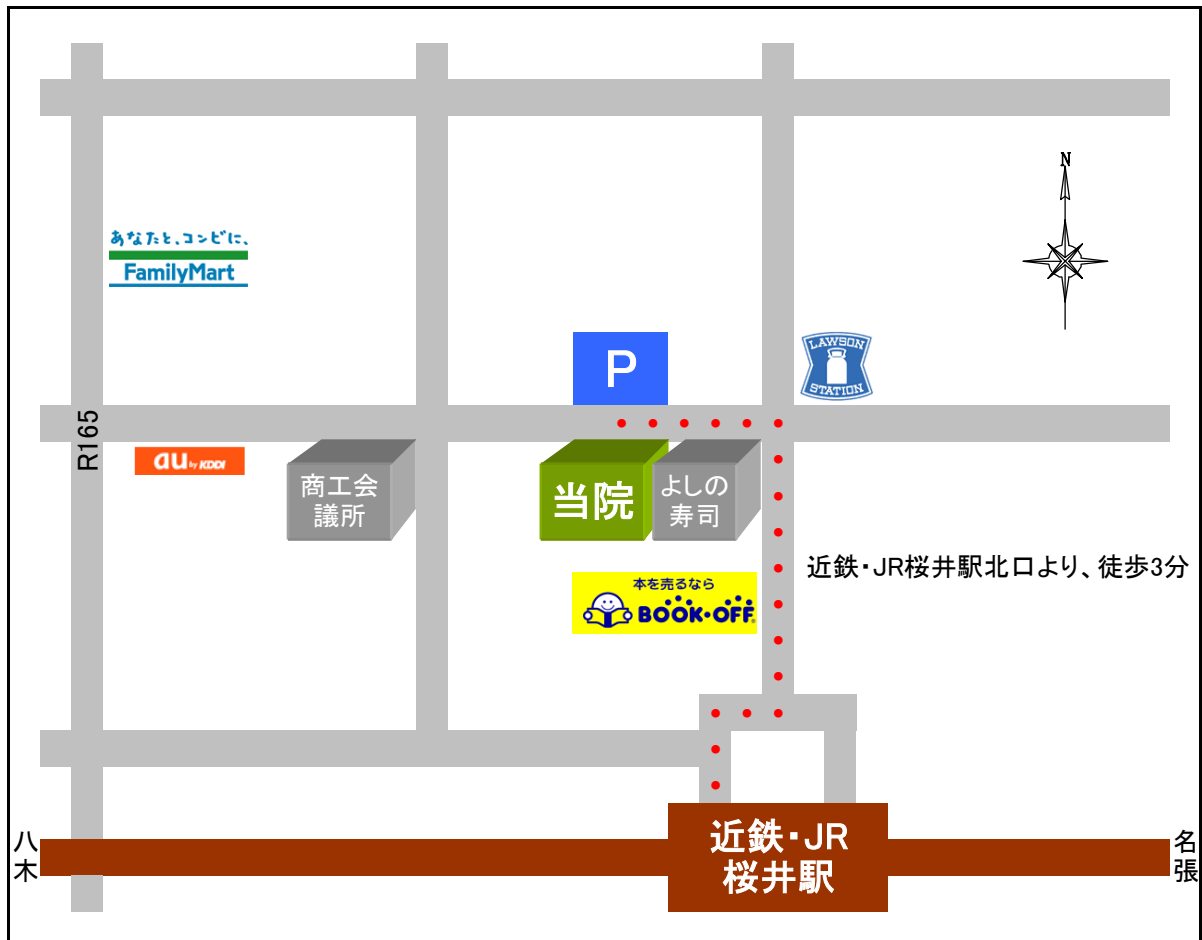 N
あなたと、コンビに、
FamilyMart
P
LAWSON
STATION
R165
au by KDDI
商工会
議所
当院
よしの
寿司
近鉄・JR桜井駅北口より、徒歩3分
本を売るなら
BOOK・OFF
近鉄・JR
桜井駅
八木
名張